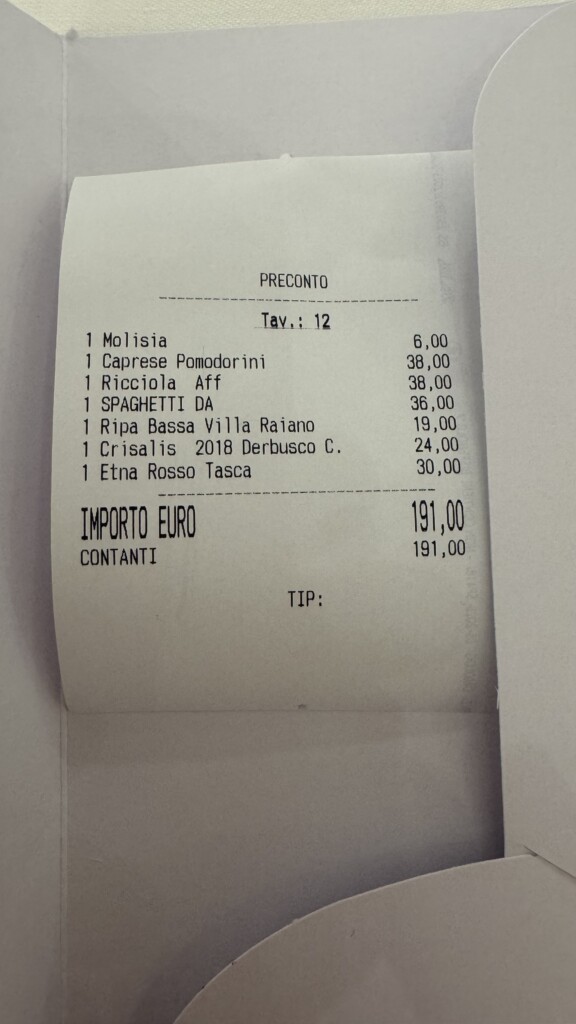 PRECONTO
Tav.: 12
1 Molisia 6,00
1 Caprese Pomodorini 38,00
1 Ricciola Aff 38,00
1 SPAGHETTI DA 36,00
1 Ripa Bassa Villa Raiano 19,00
1 Crisalis 2018 Derbusco C. 24,00
1 Etna Rosso Tasca 30,00
IMPORTO EURO 191,00
CONTANTI 191,00
TIP: